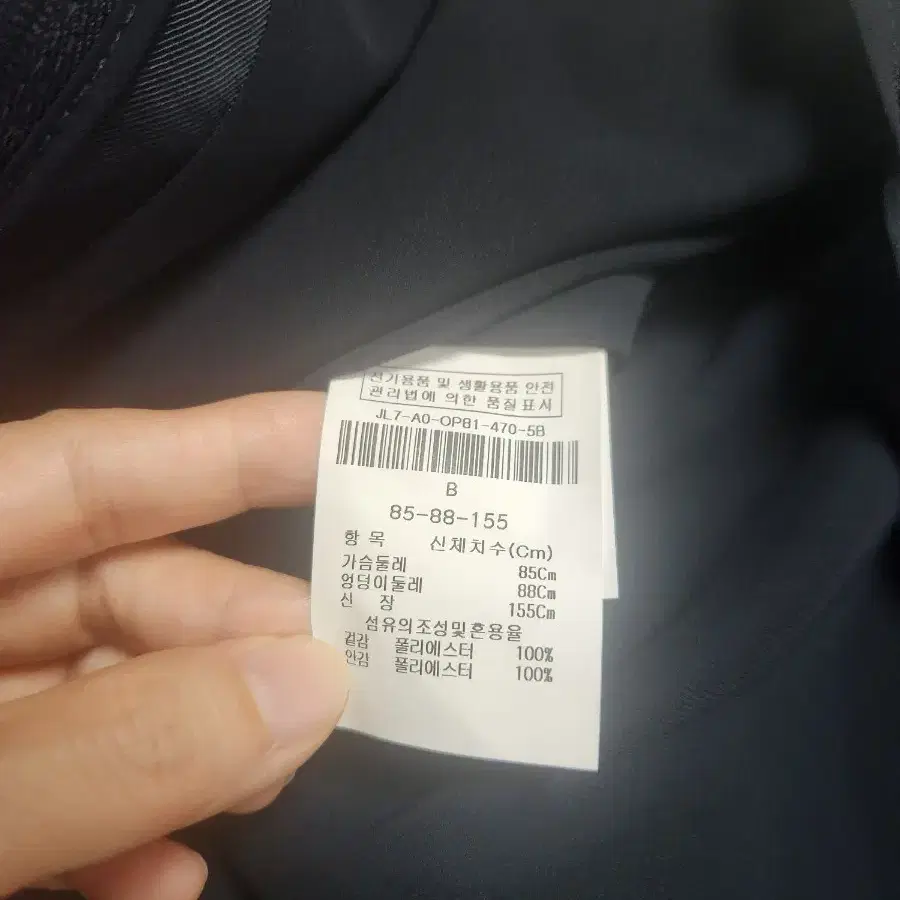 전기용품 및 생활용품 안전
관리법에 의한 품질표시
JL7-A0-OP81-470-5B
B
85-88-155
항 목 신체치수(Cm)
가슴둘레 85Cm
엉덩이둘레 88Cm
신 장 155Cm
섬유의조성및혼용율
겉감 폴리에스터 100%
안감 폴리에스터 100%